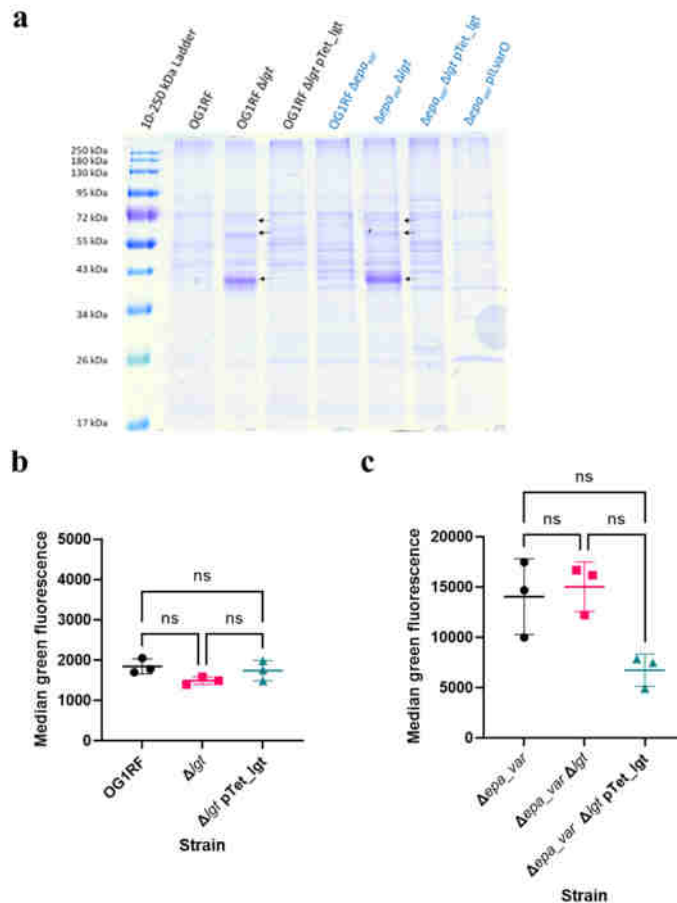 a
10-250 kDa Ladder
OG1RF
OG1RF Δlgt
OG1RF Δlgt pTet_lgt
OG1RF Δepa_var
Δepa_var Δlgt
Δepa_var Δlgt pTet_lgt
Δepa_var pILvarO
250 kDa
180 kDa
130 kDa
95 kDa
72 kDa
55 kDa
43 kDa
34 kDa
26 kDa
17 kDa
b
Median green fluorescence
5000
4000
3000
2000
1000
0
ns
ns
ns
OG1RF
Δlgt
Δlgt pTet_lgt
Strain
c
Median green fluorescence
20000
15000
10000
5000
0
ns
ns
ns
Δepa_var
Δepa_var Δlgt
Δepa_var Δlgt pTet_lgt
Strain